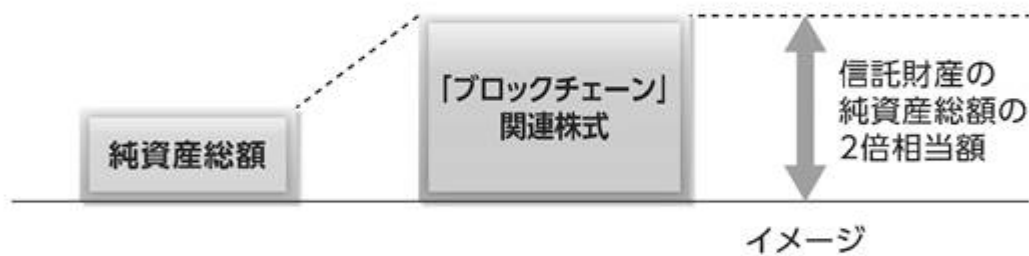 純資産総額
「ブロックチェーン」
関連株式
信託財産の
純資産総額の
2倍相当額
イメージ